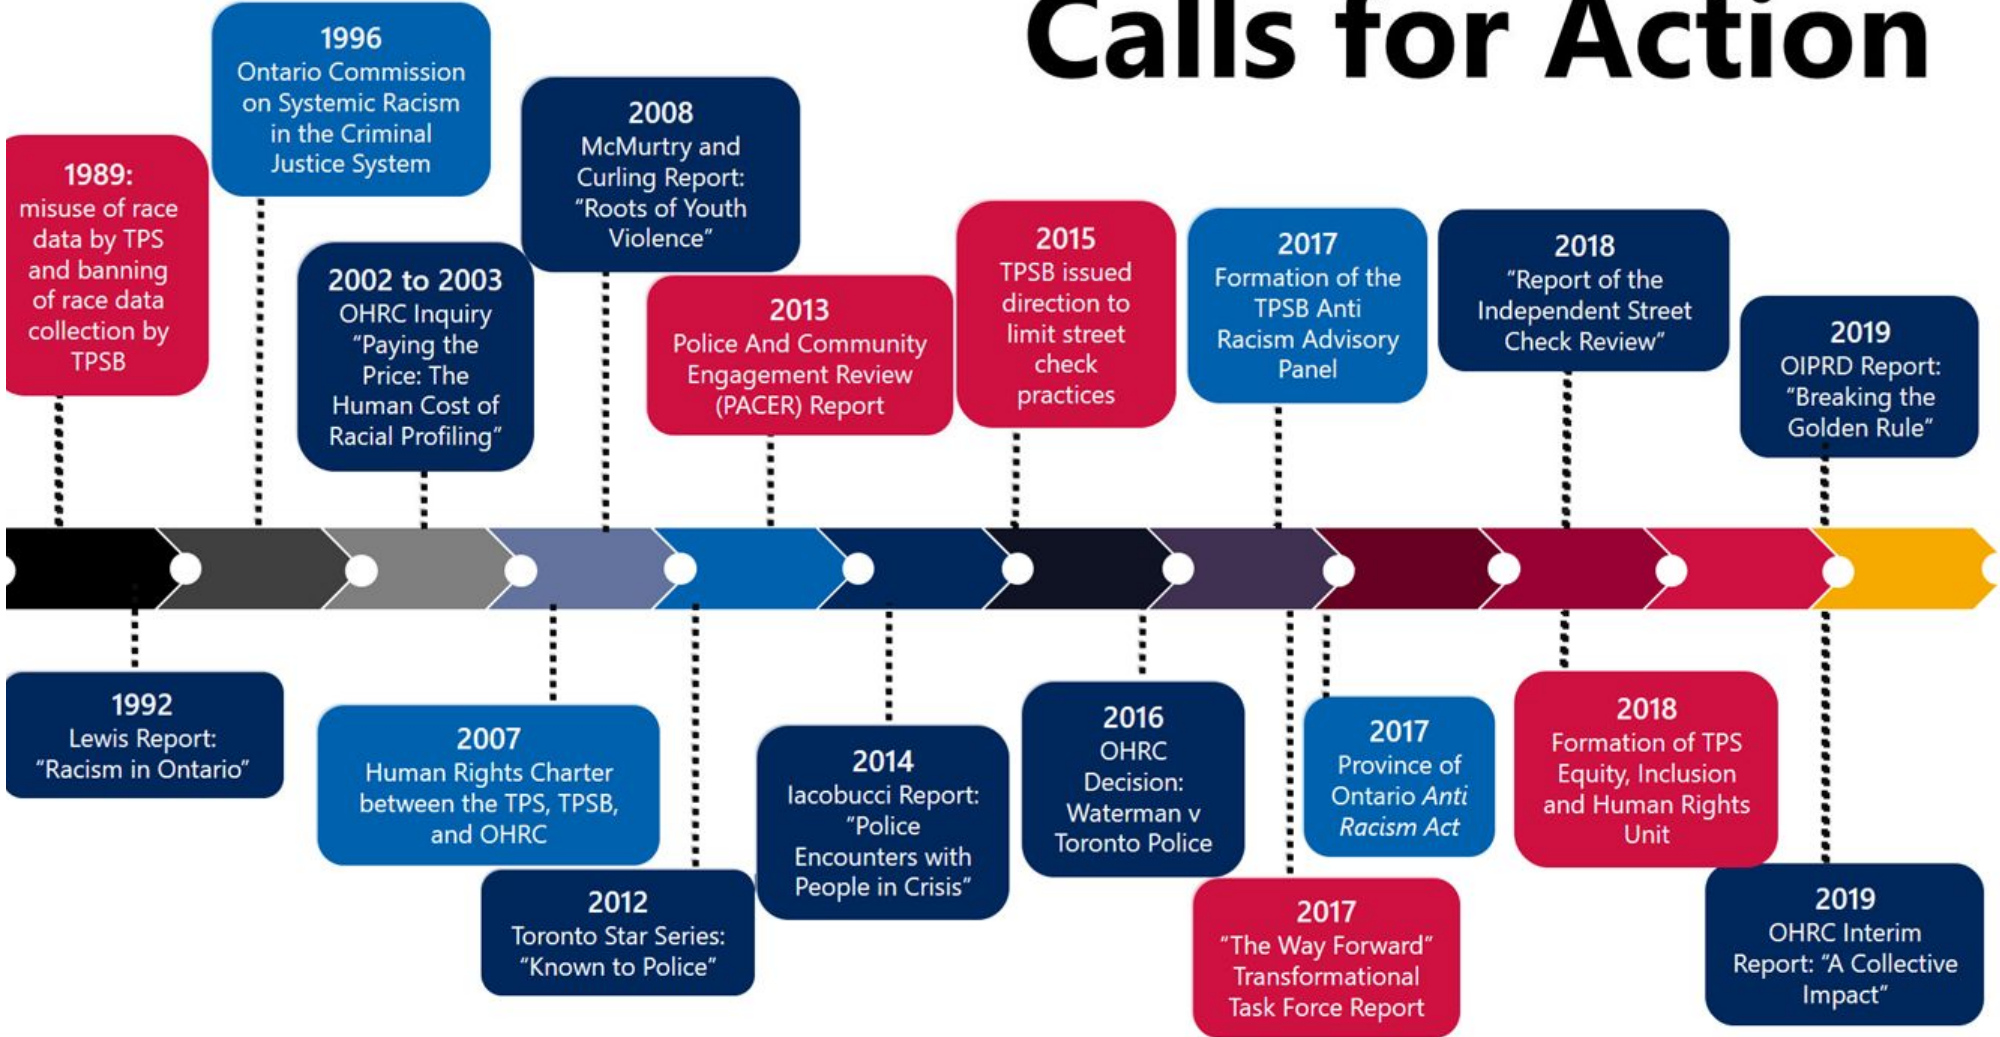 Calls for Action
1989:
misuse of race
data by TPS
and banning
of race data
collection by
TPSB
1996
Ontario Commission
on Systemic Racism
in the Criminal
Justice System
2002 to 2003
OHRC Inquiry
“Paying the
Price: The
Human Cost of
Racial Profiling”
2008
McMurtry and
Curling Report:
“Roots of Youth
Violence”
2013
Police And Community
Engagement Review
(PACER) Report
2015
TPSB issued
direction to
limit street
check
practices
2017
Formation of the
TPSB Anti
Racism Advisory
Panel
2018
“Report of the
Independent Street
Check Review”
2019
OIPRD Report:
“Breaking the
Golden Rule”
1992
Lewis Report:
“Racism in Ontario”
2007
Human Rights Charter
between the TPS, TPSB,
and OHRC
2012
Toronto Star Series:
“Known to Police”
2014
Iacobucci Report:
“Police
Encounters with
People in Crisis”
2016
OHRC
Decision:
Waterman v
Toronto Police
2017
“The Way Forward”
Transformational
Task Force Report
2017
Province of
Ontario Anti
Racism Act
2018
Formation of TPS
Equity, Inclusion
and Human Rights
Unit
2019
OHRC Interim
Report: “A Collective
Impact”